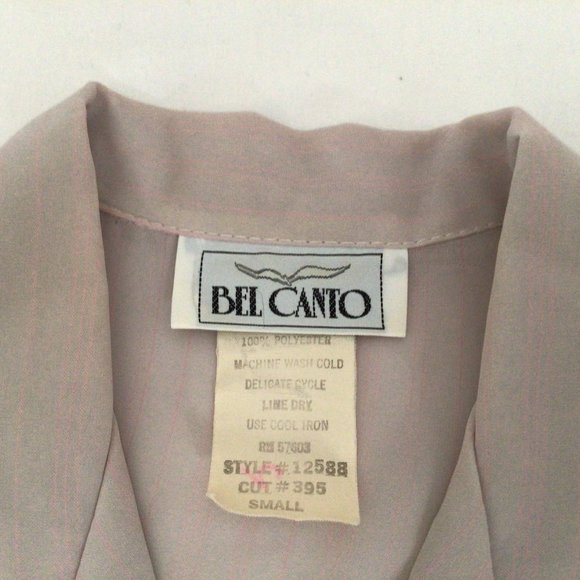 BEL CANTO
100% POLYESTER
MACHINE WASH COLD
DELICATE CYCLE
LINE DRY
USE COOL IRON
RN 57603
STYLE # 12588
CUT # 395
SMALL